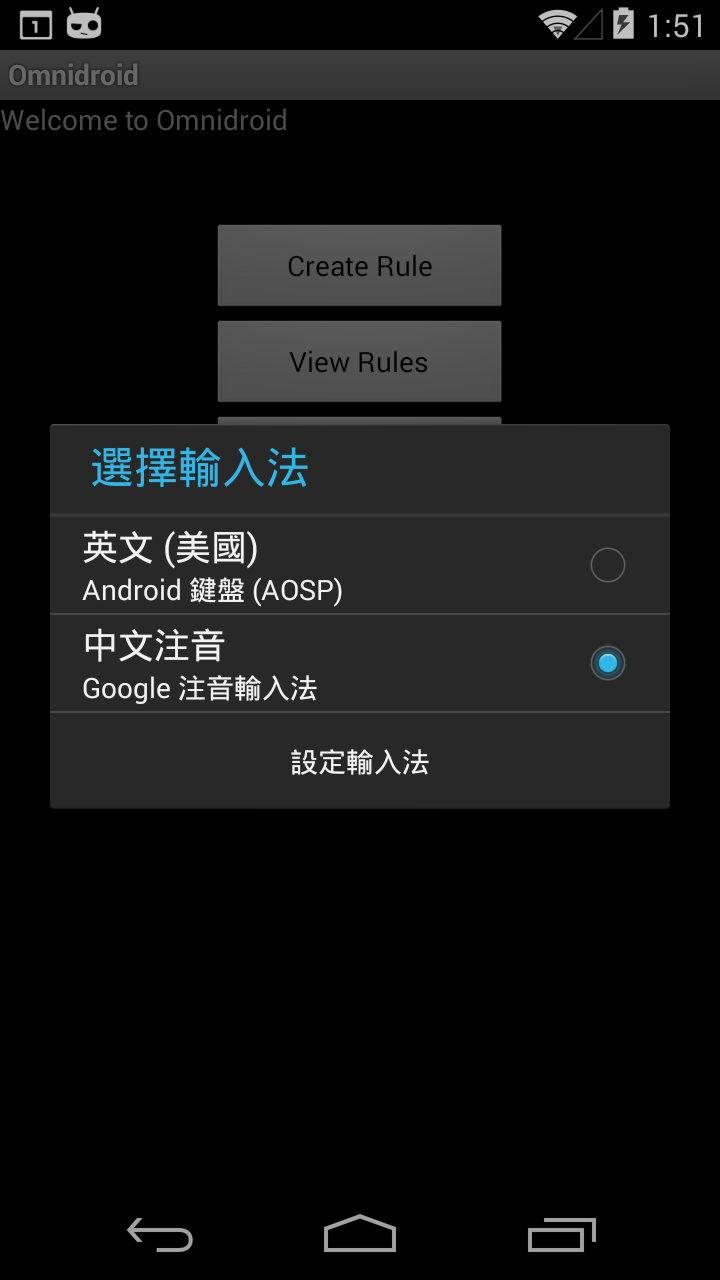 1
1:51
Omnidroid
Welcome to Omnidroid
Create Rule
View Rules
選擇輸入法
英文 (美國)
Android 鍵盤 (AOSP)
中文注音
Google 注音輸入法
設定輸入法